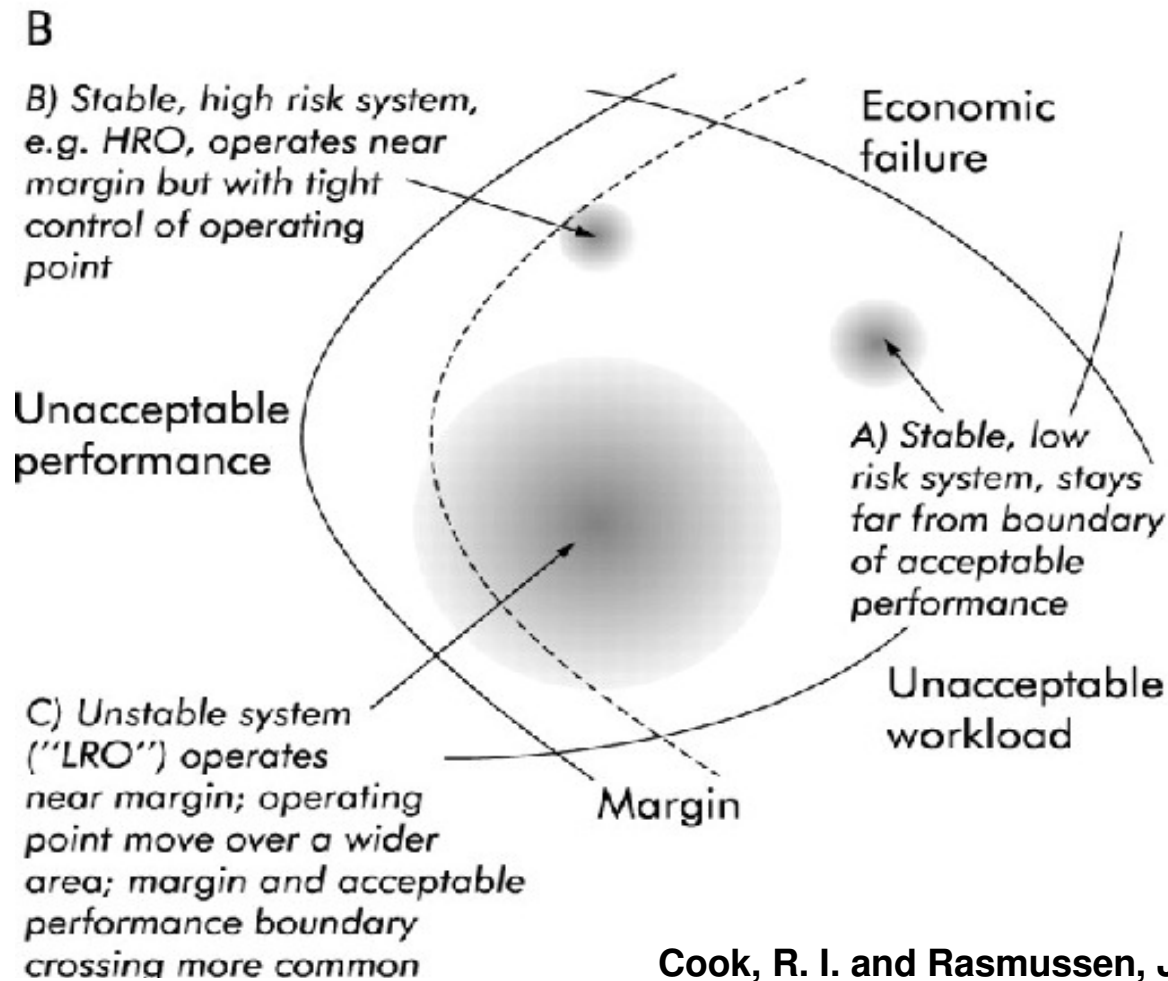 B
B) Stable, high risk system,
e.g. HRO, operates near
margin but with tight
control of operating
point
Economic
failure
Unacceptable
performance
A) Stable, low
risk system, stays
far from boundary
of acceptable
performance
Unacceptable
workload
C) Unstable system
("LRO") operates
near margin; operating
point move over a wider
area; margin and acceptable
performance boundary
crossing more common
Margin
Cook, R. I. and Rasmussen, J